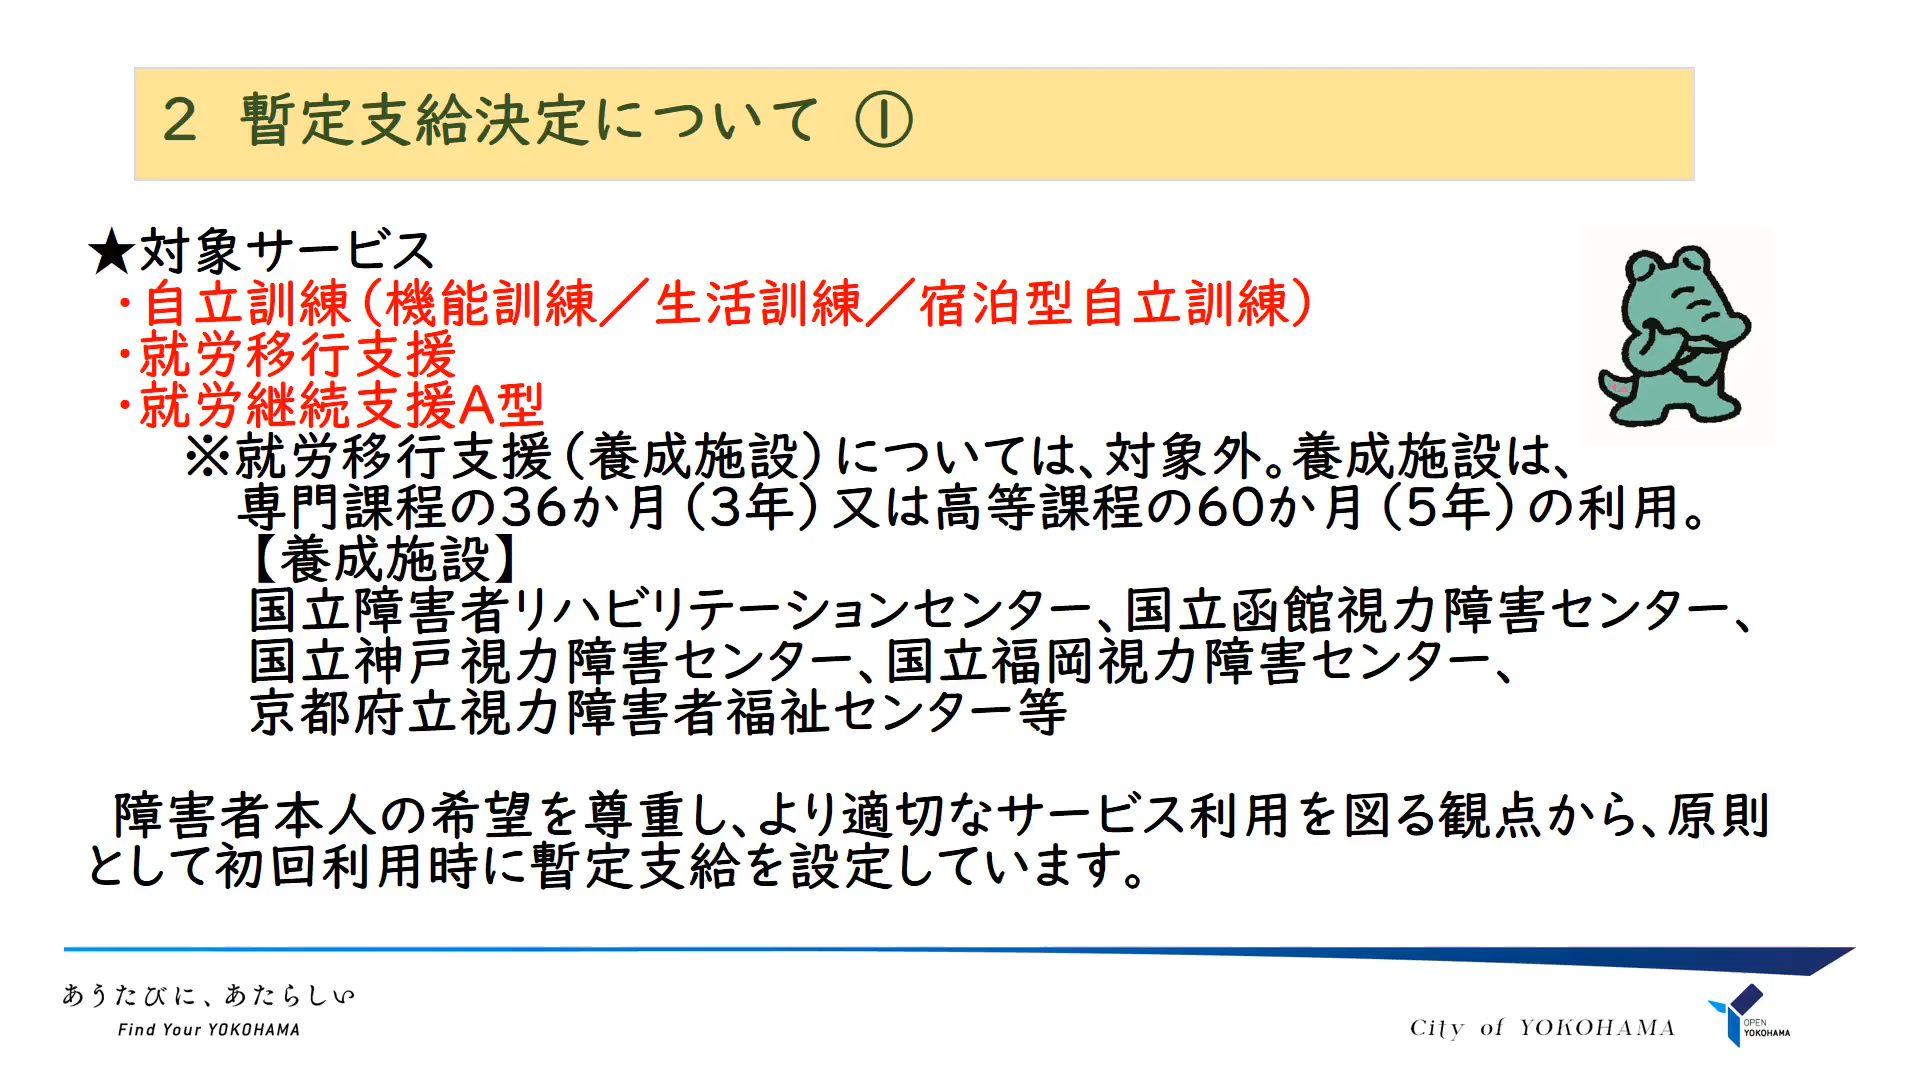 ２ 暫定支給決定について ①
★対象サービス
・自立訓練（機能訓練／生活訓練／宿泊型自立訓練）
・就労移行支援
・就労継続支援Ａ型
※就労移行支援（養成施設）については、対象外。養成施設は、
専門課程の３６か月（３年）又は高等課程の６０か月（５年）の利用。
【養成施設】
国立障害者リハビリテーションセンター、国立函館視力障害センター、
国立神戸視力障害センター、国立福岡視力障害センター、
京都府立視力障害者福祉センター等
障害者本人の希望を尊重し、より適切なサービス利用を図る観点から、原則
として初回利用時に暫定支給を設定しています。
あうたびに、あたらしい
Find Your YOKOHAMA
City of YOKOHAMA
OPEN
YOKOHAMA